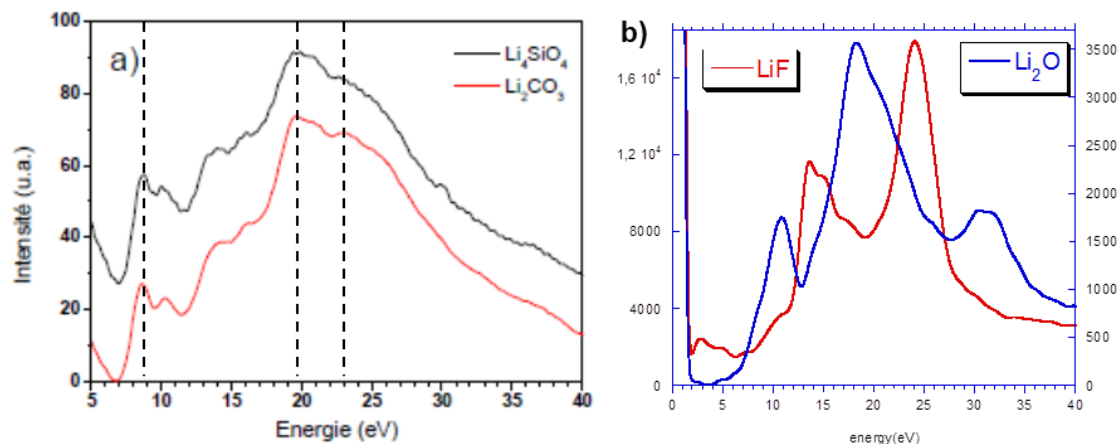 a)
Li4SiO4
Li2CO3
Intensité (u.a.)
100
80
60
40
20
0
5 10 15 20 25 30 35 40
Energie (eV)
b)
LiF
Li2O
1,6 10^4
1,2 10^4
8000
4000
0
3500
3000
2500
2000
1500
1000
500
0
0 5 10 15 20 25 30 35 40
energy(eV)